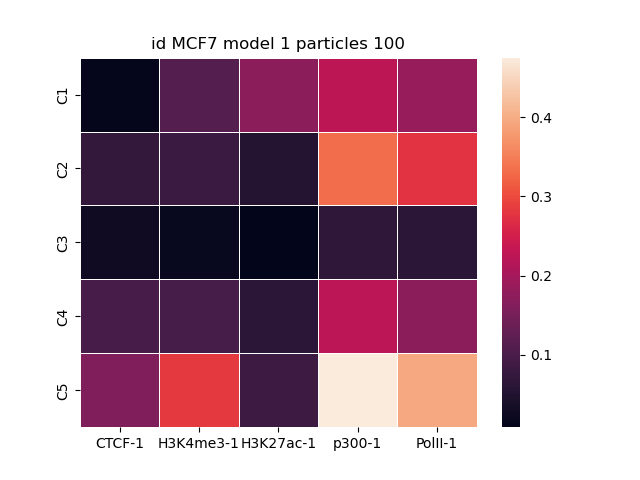 id MCF7 model 1 particles 100
C1
C2
C3
C4
C5
CTCF-1 H3K4me3-1 H3K27ac-1 p300-1 PolII-1
0.4
0.3
0.2
0.1